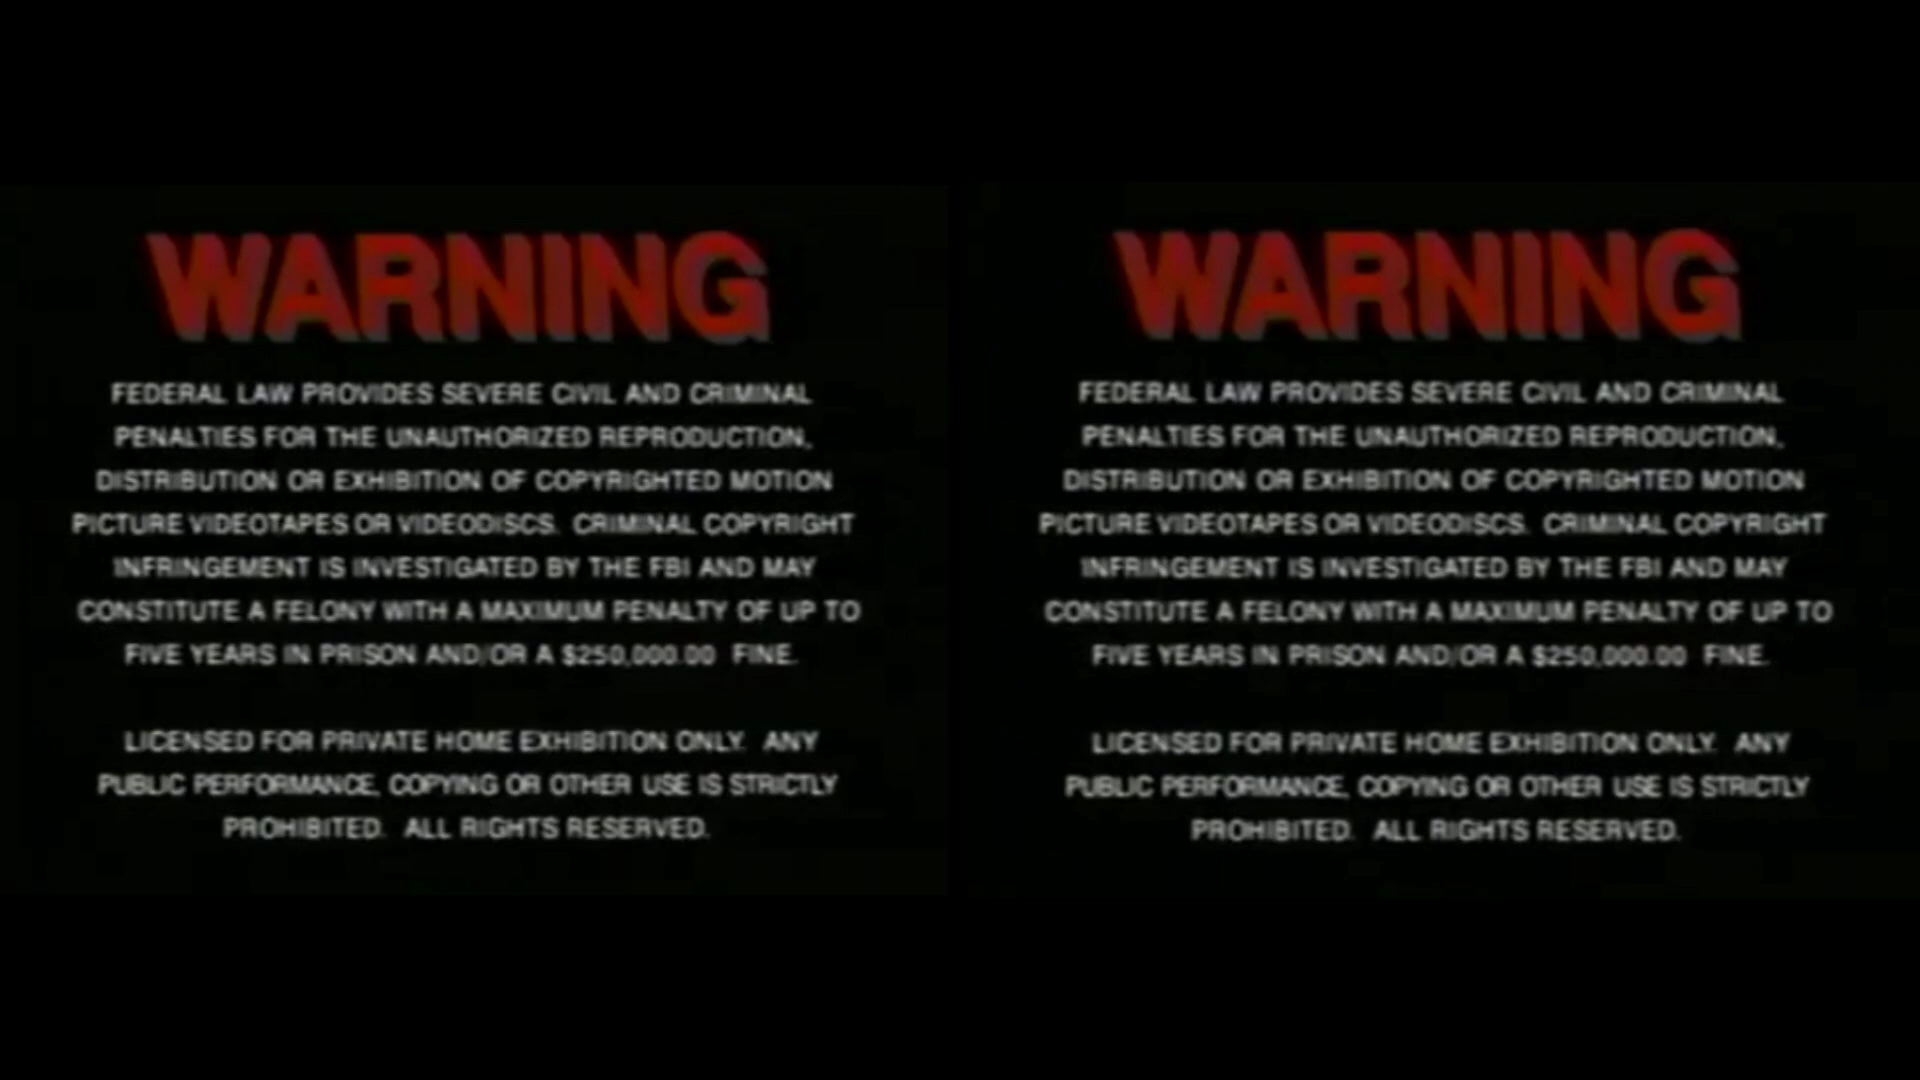 WARNING
FEDERAL LAW PROVIDES SEVERE CIVIL AND CRIMINAL
PENALTIES FOR THE UNAUTHORIZED REPRODUCTION,
DISTRIBUTION OR EXHIBITION OF COPYRIGHTED MOTION
PICTURE VIDEOTAPES OR VIDEODISCS. CRIMINAL COPYRIGHT
INFRINGEMENT IS INVESTIGATED BY THE FBI AND MAY
CONSTITUTE A FELONY WITH A MAXIMUM PENALTY OF UP TO
FIVE YEARS IN PRISON AND/OR A $250,000.00 FINE.
LICENSED FOR PRIVATE HOME EXHIBITION ONLY. ANY
PUBLIC PERFORMANCE, COPYING OR OTHER USE IS STRICTLY
PROHIBITED. ALL RIGHTS RESERVED.
WARNING
FEDERAL LAW PROVIDES SEVERE CIVIL AND CRIMINAL
PENALTIES FOR THE UNAUTHORIZED REPRODUCTION,
DISTRIBUTION OR EXHIBITION OF COPYRIGHTED MOTION
PICTURE VIDEOTAPES OR VIDEODISCS. CRIMINAL COPYRIGHT
INFRINGEMENT IS INVESTIGATED BY THE FBI AND MAY
CONSTITUTE A FELONY WITH A MAXIMUM PENALTY OF UP TO
FIVE YEARS IN PRISON AND/OR A $250,000.00 FINE.
LICENSED FOR PRIVATE HOME EXHIBITION ONLY. ANY
PUBLIC PERFORMANCE, COPYING OR OTHER USE IS STRICTLY
PROHIBITED. ALL RIGHTS RESERVED.